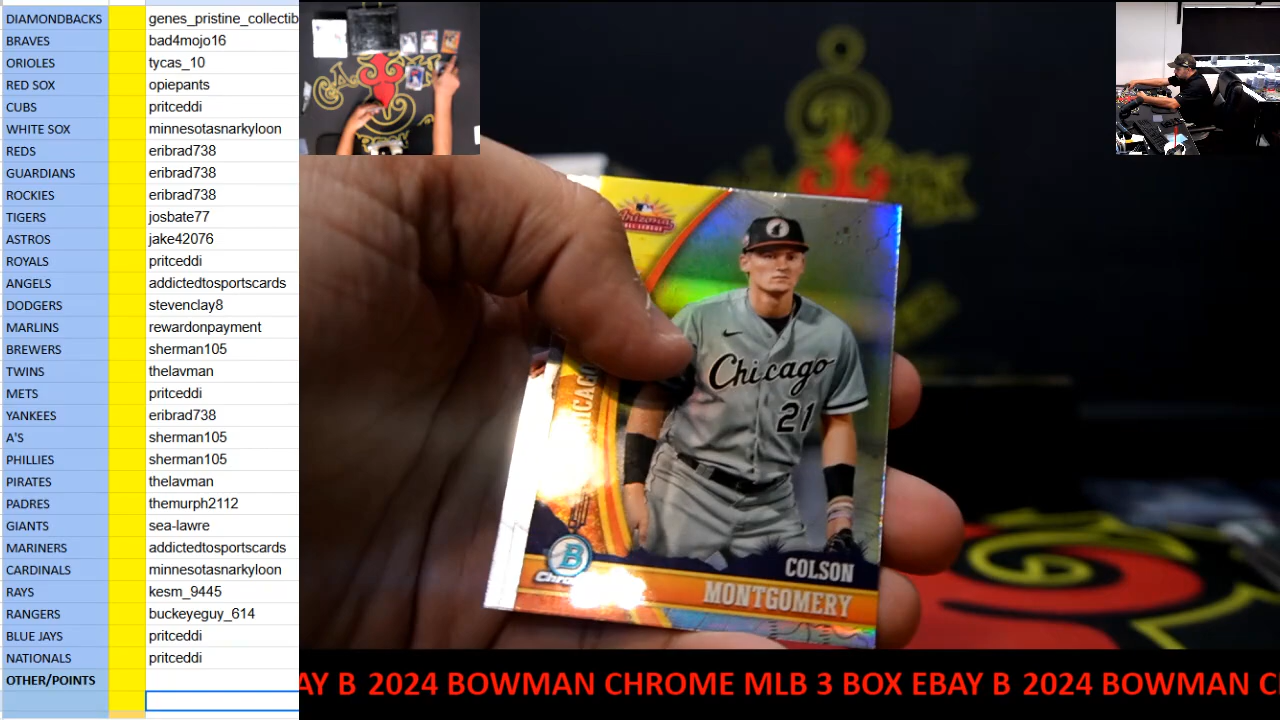 DIAMONDBACKS genes_pristine_collectib
BRAVES bad4mojo16
ORIOLES tycas_10
RED SOX opiepants
CUBS pritceddi
WHITE SOX minnesotasnarkyloon
REDS eribrad738
GUARDIANS eribrad738
ROCKIES eribrad738
TIGERS josbate77
ASTROS jake42076
ROYALS pritceddi
ANGELS addictedtosportscards
DODGERS stevenclay8
MARLINS rewardonpayment
BREWERS sherman105
TWINS thelavman
METS pritceddi
YANKEES eribrad738
A'S sherman105
PHILLIES sherman105
PIRATES thelavman
PADRES themurph2112
GIANTS sea-lawre
MARINERS addictedtosportscards
CARDINALS minnesotasnarkyloon
RAYS kesm_9445
RANGERS buckeyeguy_614
BLUE JAYS pritceddi
NATIONALS pritceddi
OTHER/POINTS
Chicago
21
B
COLSON
MONTGOMERY
AY B 2024 BOWMAN CHROME MLB 3 BOX EBAY B 2024 BOWMAN C